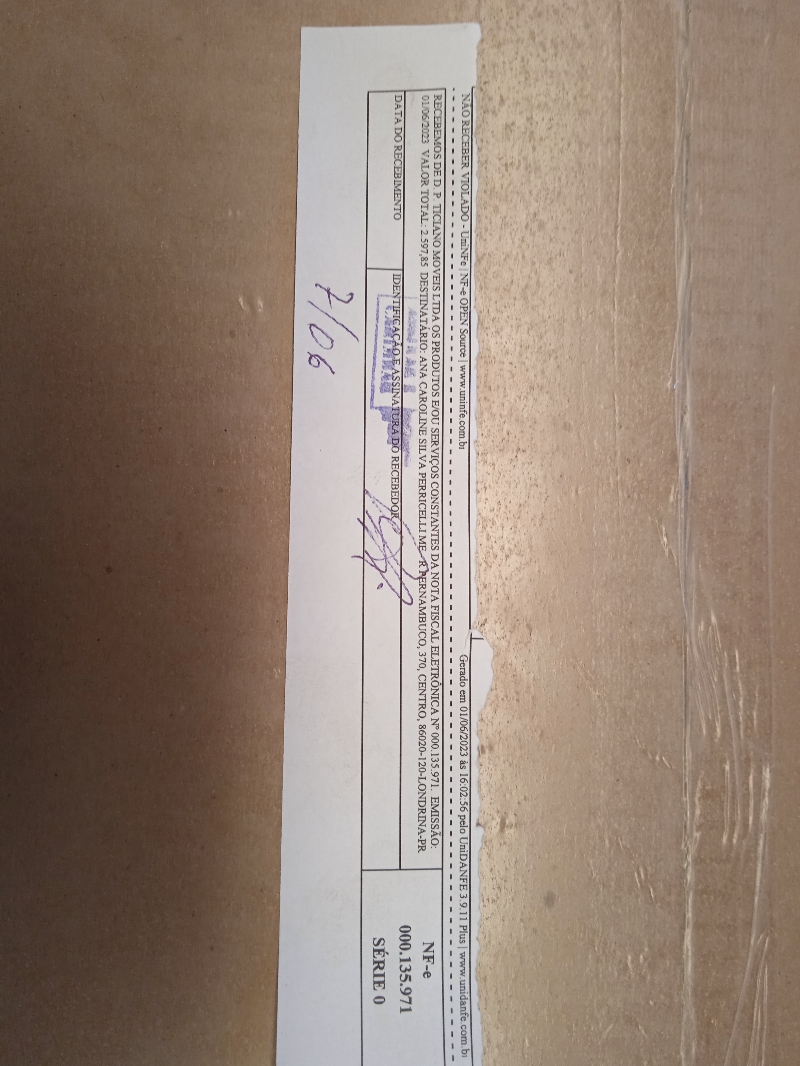 NAO RECEBER VIOLADO - UniNFe | NF-e OPEN Source | www.uninfe.com.br
Gerado em 01/06/2023 às 16:02:56 pelo UniDANFE 3.9.11 Plus | www.unidanfe.com.br
RECEBEMOS DE D. P. TICIANO MOVEIS LTDA OS PRODUTOS E/OU SERVIÇOS CONSTANTES DA NOTA FISCAL ELETRÔNICA Nº 000.135.971. EMISSÃO:
01/06/2023 VALOR TOTAL: 2.597,85 DESTINATÁRIO: ANA CAROLINE SILVA PERRICELLI ME - R PERNAMBUCO, 370, CENTRO, 86020-120-LONDRINA-PR
DATA DO RECEBIMENTO
IDENTIFICAÇÃO E ASSINATURA DO RECEBEDOR
NF-e
000.135.971
SÉRIE 0
7/06